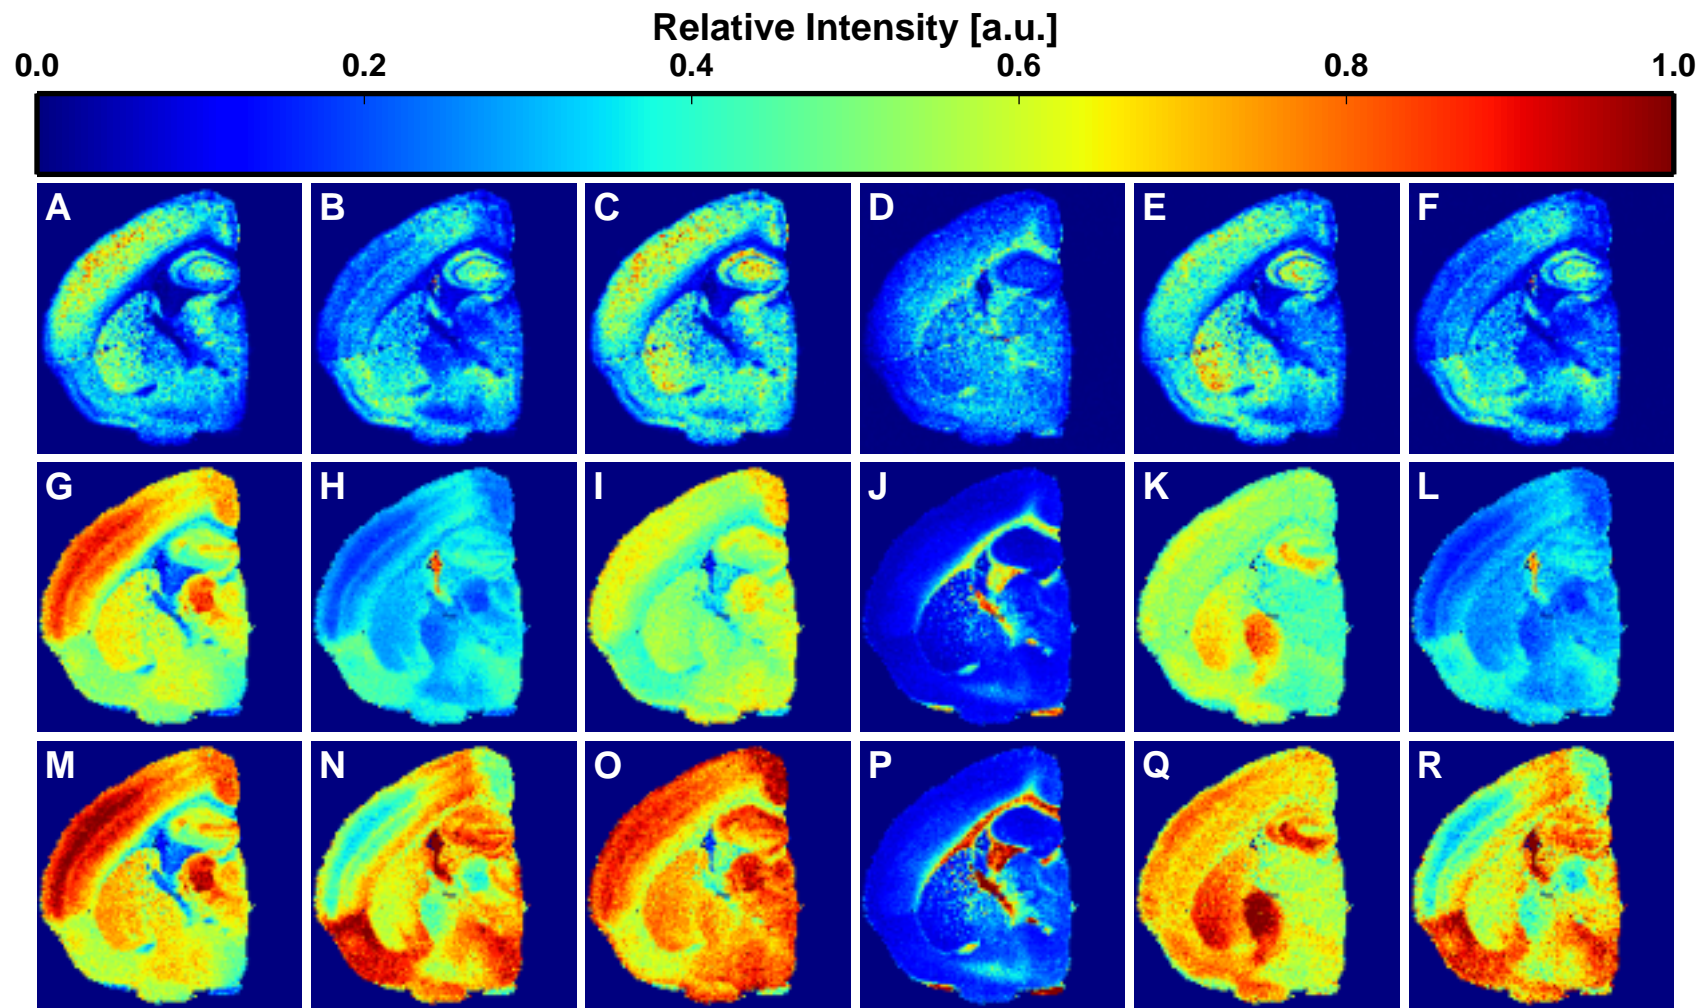 Relative Intensity [a.u.]
0.0 0.2 0.4 0.6 0.8 1.0
A B C D E F
G H I J K L
M N O P Q R